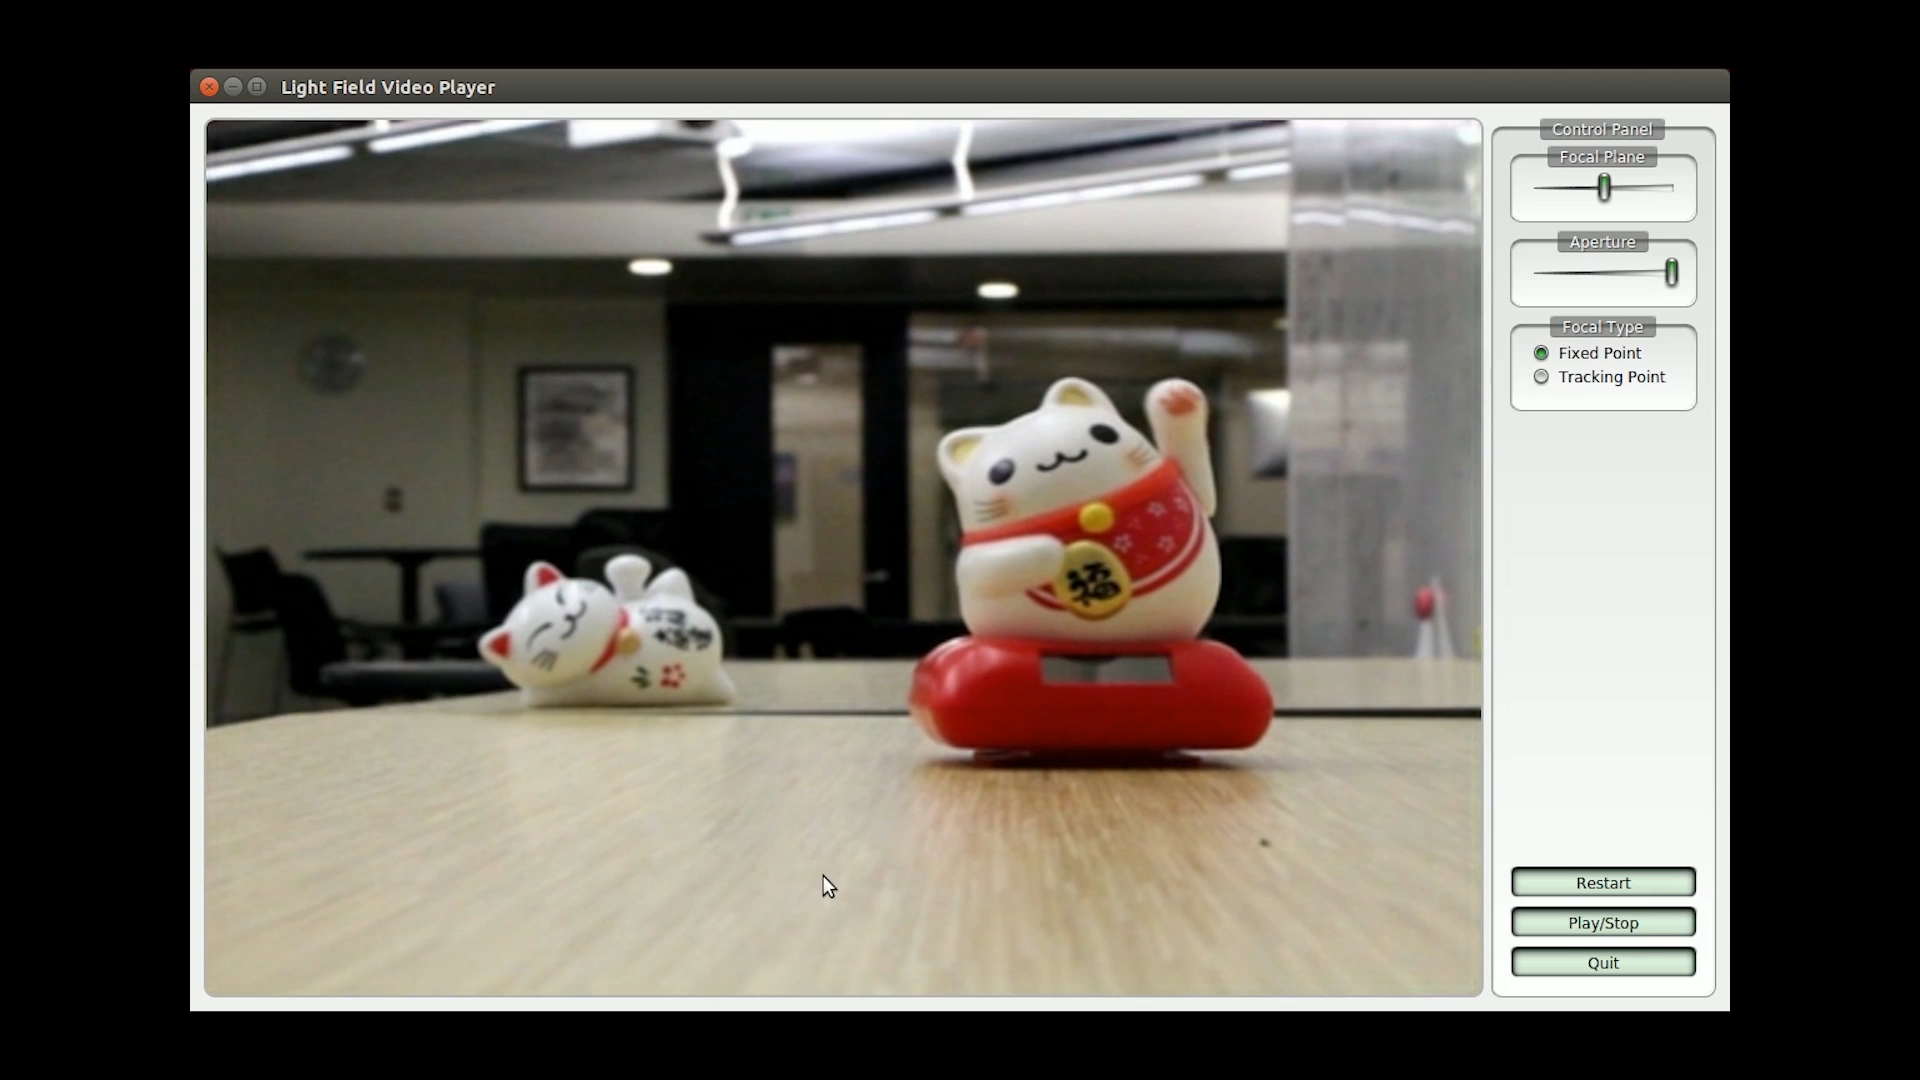 Light Field Video Player
Control Panel
Focal Plane
Aperture
Focal Type
Fixed Point
Tracking Point
福
Restart
Play/Stop
Quit